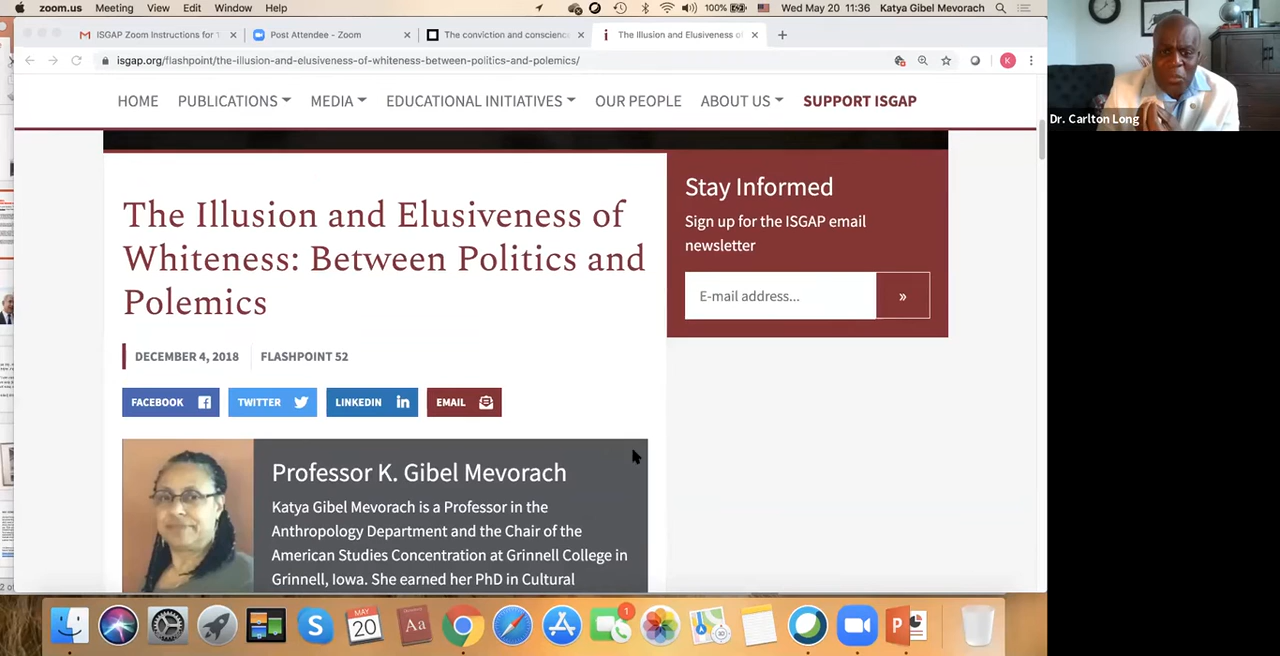 zoom.us Meeting View Edit Window Help 100% Wed May 20 11:36 Katya Gibel Mevorach
ISGAP Zoom Instructions for
Post Attendee - Zoom
The conviction and conscience
The Illusion and Elusiveness of
isgap.org/flashpoint/the-illusion-and-elusiveness-of-whiteness-between-politics-and-polemics/
K
HOME PUBLICATIONS MEDIA EDUCATIONAL INITIATIVES OUR PEOPLE ABOUT US SUPPORT ISGAP
Dr. Carlton Long
The Illusion and Elusiveness of
Whiteness: Between Politics and
Polemics
DECEMBER 4, 2018 FLASHPOINT 52
FACEBOOK TWITTER LINKEDIN in EMAIL
Stay Informed
Sign up for the ISGAP email
newsletter
E-mail address... »
Professor K. Gibel Mevorach
Katya Gibel Mevorach is a Professor in the
Anthropology Department and the Chair of the
American Studies Concentration at Grinnell College in
Grinnell, Iowa. She earned her PhD in Cultural
S
MAY
20
Aa
1
P